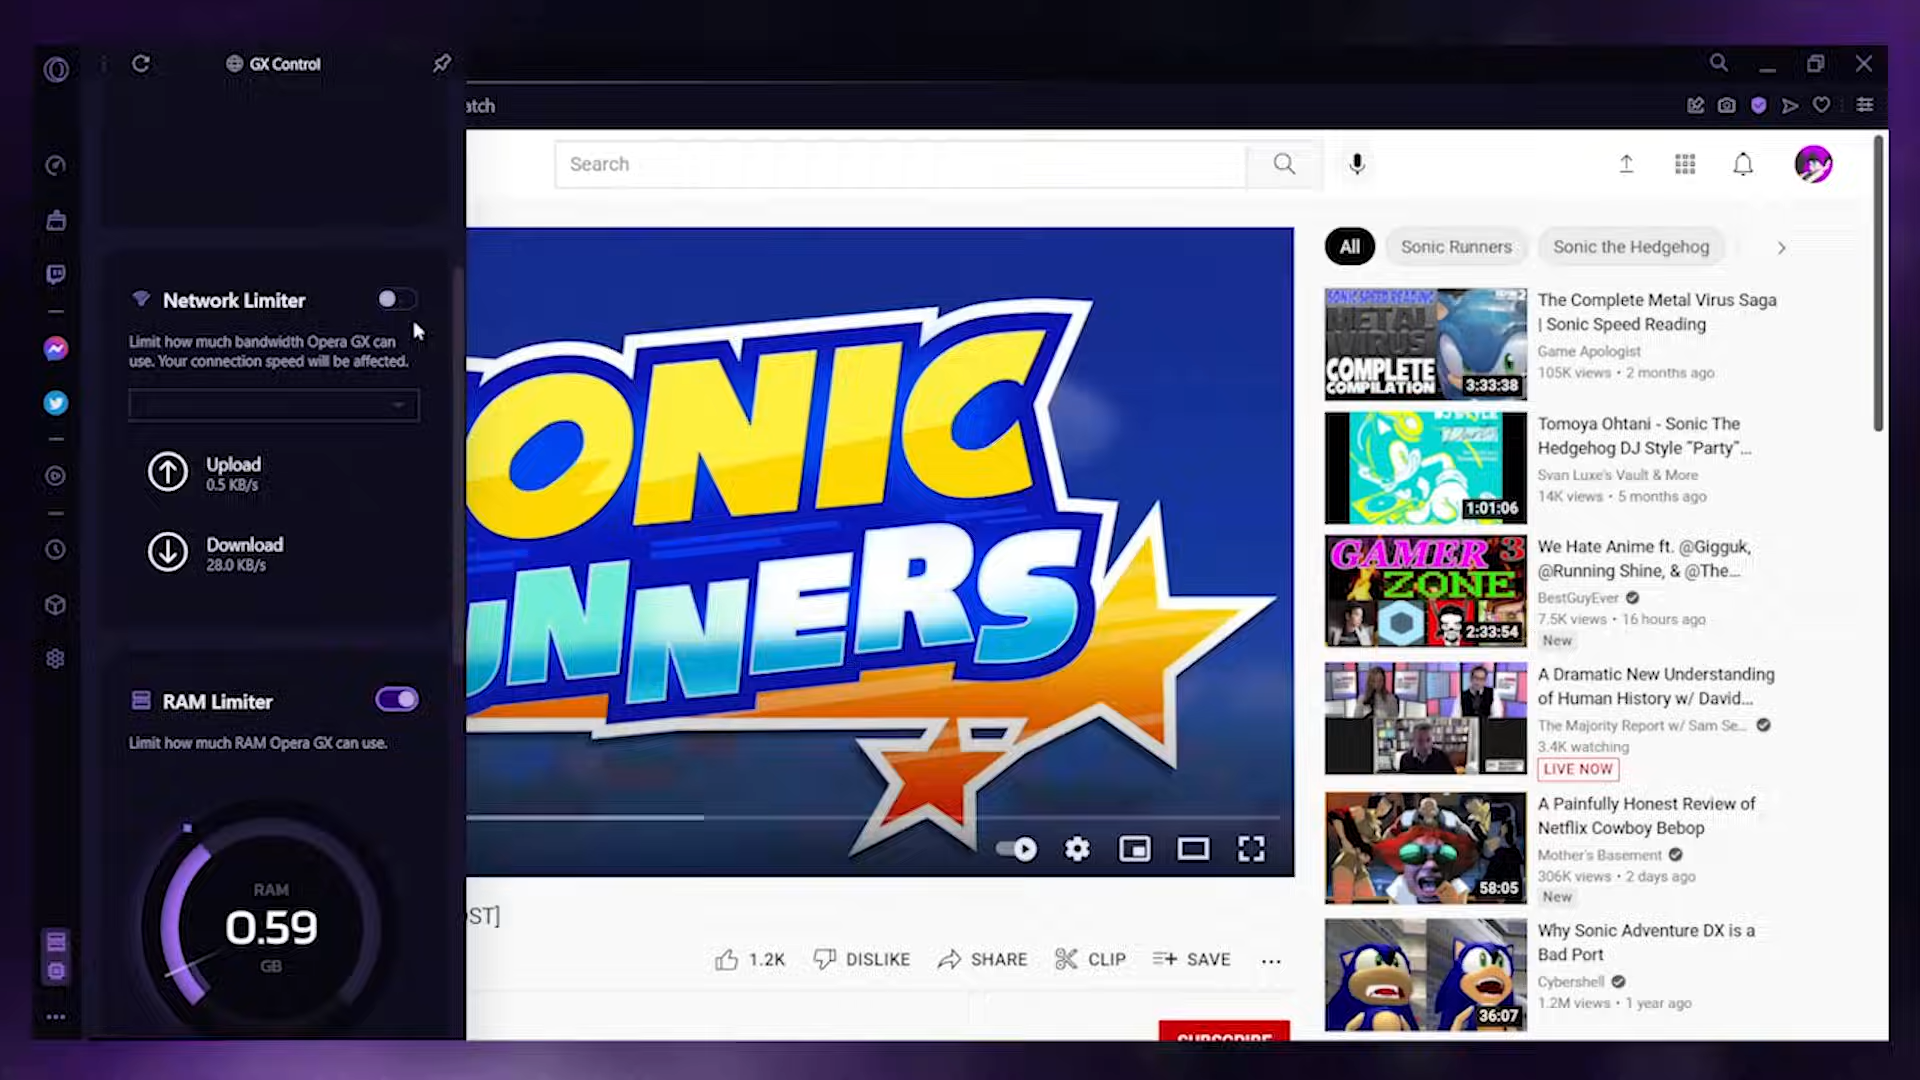 GX Control
atch
Search
Network Limiter
Limit how much bandwidth Opera GX can
use. Your connection speed will be affected.
Upload
0.5 KB/s
Download
28.0 KB/s
RAM Limiter
Limit how much RAM Opera GX can use.
RAM
0.59
GB
ONIC
UNNERS
ST]
1.2K
DISLIKE
SHARE
CLIP
SAVE
SUBSCRIBE
All
Sonic Runners
Sonic the Hedgehog
SONIC SPEED READING
METAL
VIRUS
COMPLETE
COMPILATION
3:33:38
The Complete Metal Virus Saga
| Sonic Speed Reading
Game Apologist
105K views • 2 months ago
1:01:06
Tomoya Ohtani - Sonic The
Hedgehog DJ Style “Party”...
Svan Luxe's Vault & More
14K views • 5 months ago
GAMER 3
ZONE
2:33:54
We Hate Anime ft. @Gigguk,
@Running Shine, & @The...
BestGuyEver
7.5K views • 16 hours ago
New
A Dramatic New Understanding
of Human History w/ David...
The Majority Report w/ Sam Se...
3.4K watching
LIVE NOW
58:05
A Painfully Honest Review of
Netflix Cowboy Bebop
Mother's Basement
306K views • 2 days ago
New
36:07
Why Sonic Adventure DX is a
Bad Port
Cybershell
1.2M views • 1 year ago